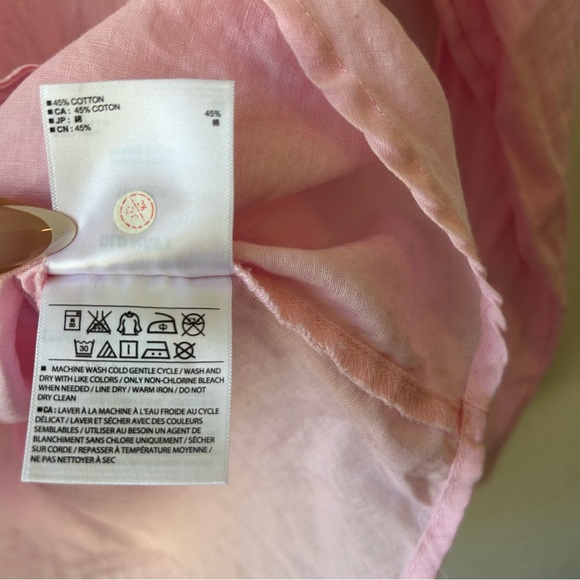 ■ 45% COTTON
■ CA : 45% COTON
■ JP : 綿 45%
■ CN : 45% 棉
30
■ MACHINE WASH COLD GENTLE CYCLE / WASH AND
DRY WITH LIKE COLORS / ONLY NON-CHLORINE BLEACH
WHEN NEEDED / LINE DRY / WARM IRON / DO NOT
DRY CLEAN
■ CA : LAVER À LA MACHINE À L'EAU FROIDE AU CYCLE
DÉLICAT / LAVER ET SÉCHER AVEC DES COULEURS
SEMBLABLES / UTILISER AU BESOIN UN AGENT DE
BLANCHIMENT SANS CHLORE UNIQUEMENT / SÉCHER
SUR CORDE / REPASSER À TEMPÉRATURE MOYENNE /
NE PAS NETTOYER À SEC